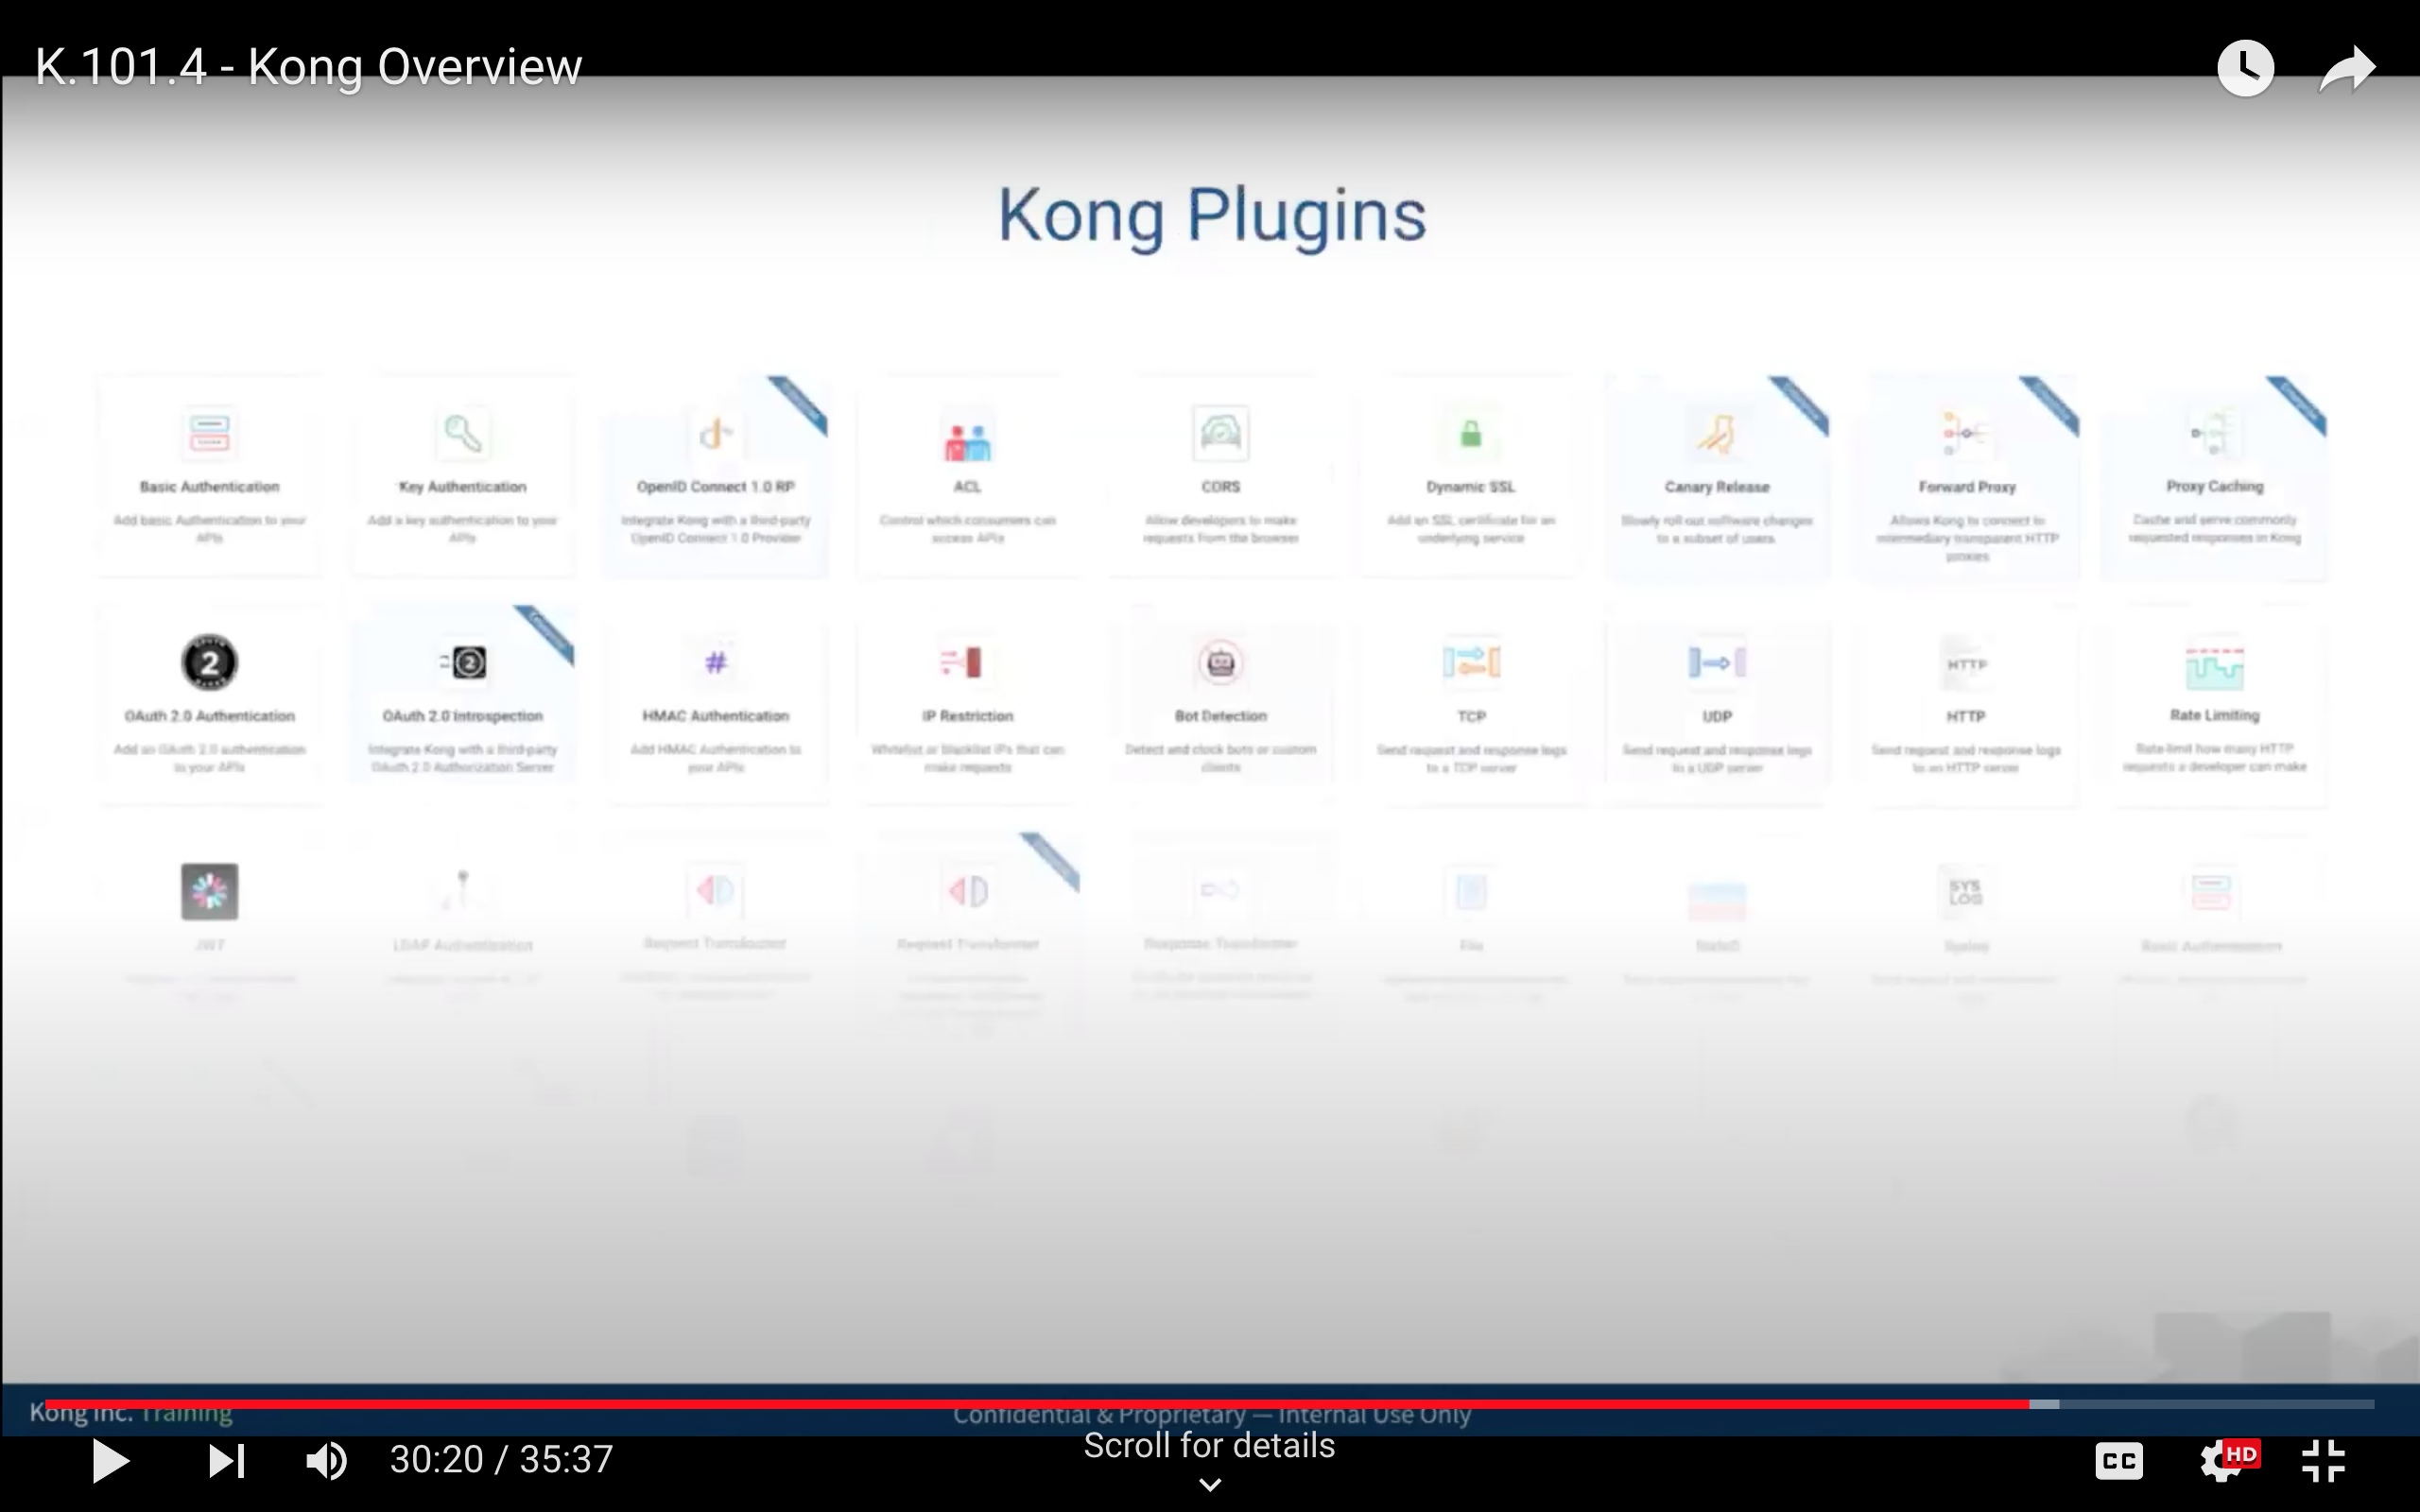 K.101.4 - Kong Overview
Kong Plugins
Basic Authentication
Add basic Authentication to your
APIs
Key Authentication
Add a key authentication to your
APIs
OpenID Connect 1.0 RP
Integrate Kong with a third-party
OpenID Connect 1.0 Provider
ACL
Control which consumers can
access APIs
CORS
Allow developers to make
requests from the browser
Dynamic SSL
Add an SSL certificate for an
underlying service
Canary Release
Slowly roll out software changes
to a subset of users
Forward Proxy
Allows Kong to connect to
intermediary transparent HTTP
proxies
Proxy Caching
Cache and serve commonly
requested responses in Kong
2
OAuth 2.0 Authentication
Add an OAuth 2.0 authentication
to your APIs
2
OAuth 2.0 Introspection
Integrate Kong with a third-party
OAuth 2.0 Authorization Server
#
HMAC Authentication
Add HMAC Authentication to
your APIs
IP Restriction
Whitelist or blacklist IPs that can
make requests
Bot Detection
Detect and clock bots or custom
clients
TCP
Send request and response logs
to a TCP server
UDP
Send request and response logs
to a UDP server
HTTP
HTTP
Send request and response logs
to an HTTP server
Rate Limiting
Rate-limit how many HTTP
requests a developer can make
JWT
LDAP Authentication
Request Transformer
Request Transformer
Response Transformer
File
StatsD
SYS
LOG
Syslog
Basic Authentication
Kong Inc. Training
Confidential & Proprietary — Internal Use Only
30:20 / 35:37
Scroll for details
CC
HD